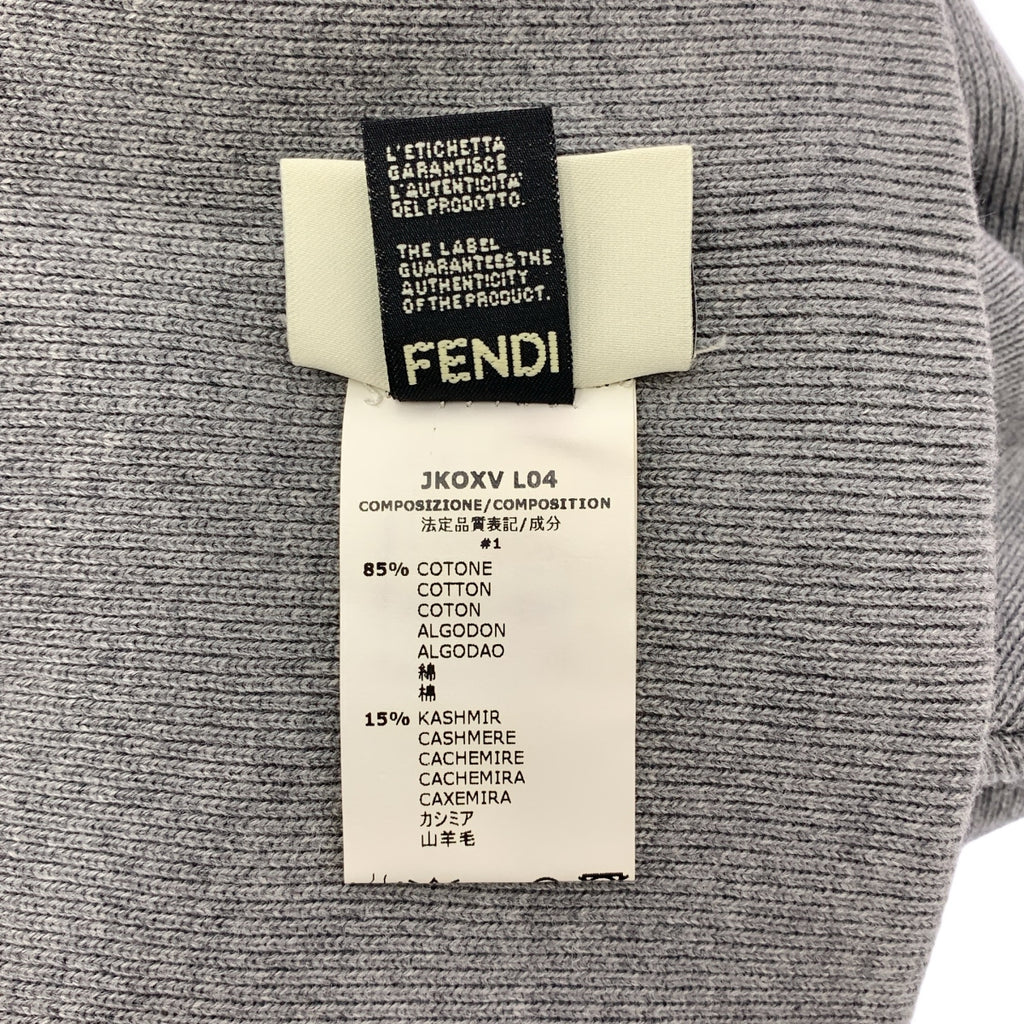 L'ETICHETTA
GARANTISCE
L'AUTENTICITA'
DEL PRODOTTO.
THE LABEL
GUARANTEES THE
AUTHENTICITY
OF THE PRODUCT.
FENDI
JKOXV L04
COMPOSIZIONE/COMPOSITION
法定品質表記/成分
#1
85% COTONE
COTTON
COTON
ALGODON
ALGODAO
綿
棉
15% KASHMIR
CASHMERE
CACHEMIRE
CACHEMIRA
CAXEMIRA
カシミア
山羊毛